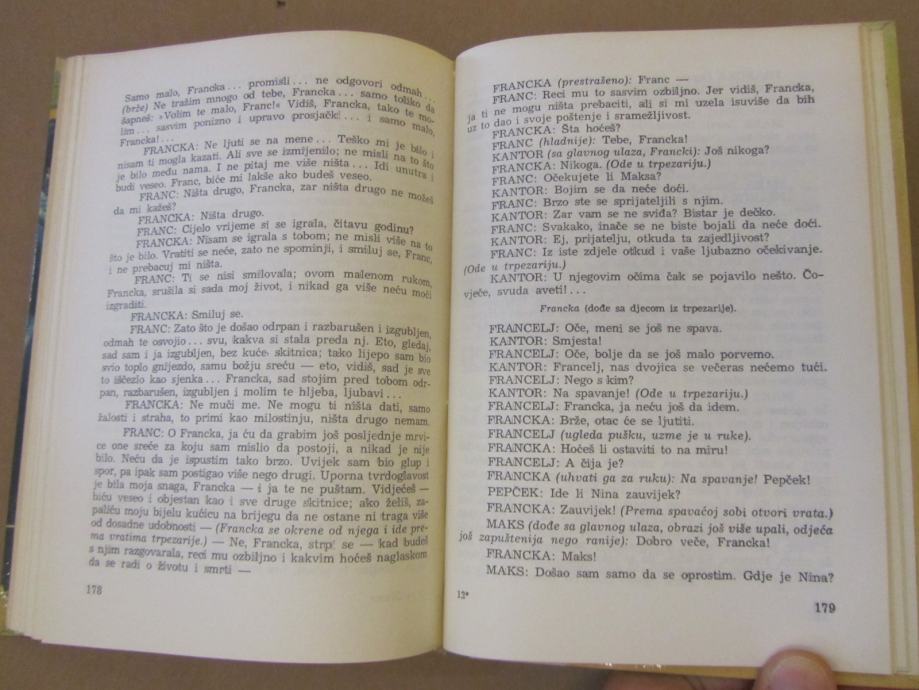 Samo malo, Francka... promisli... ne odgovori odmah...
(brže) Ne tražim mnogo od tebe, Francka... samo toliko da
šapneš: »Volim te malo, Franc!« Vidiš, Francka, tako te mo-
lim... sasvim ponizno i upravo prosjački... i samo malo,
Francka!...
FRANCKA: Ne ljuti se na mene... Teško mi je bilo i
nisam ti mogla kazati. Ali sve se izmijenilo; ne misli na to što
je bilo među nama. I ne pitaj me više ništa... Idi unutra i
budi veseo. Franc, biće mi lakše ako budeš veseo.
FRANC: Ništa drugo, Francka, zar ništa drugo ne možeš
da mi kažeš?
FRANCKA: Ništa drugo.
FRANC: Cijelo vrijeme si se igrala, čitavu godinu?
FRANCKA: Nisam se igrala s tobom; ne misli više na to
što je bilo. Vratiti se neće, zato ne spominji, i smiluj se, Franc,
i ne prebacuj mi ništa.
FRANC: Ti se nisi smilovala; ovom malenom rukom,
Francka, srušila si sada moj život, i nikad ga više neću moći
izgraditi.
FRANCKA: Smiluj se.
FRANC: Zato što je došao odrpan i razbarušen i izgubljen,
odmah te osvojio... svu, kakva si stala preda nj. Eto, gledaj,
sad sam i ja izgubljen, bez kuće skitnica; tako lijepo sam bio
svio toplo gnijezdo, samu božju sreću — eto, vidiš, sad je sve
to iščezlo kao sjenka... Francka, sad stojim pred tobom odr-
pan, razbarušen, izgubljen i molim te hljeba, ljubavi...
FRANCKA: Ne muči me. Ne mogu ti ništa dati, samo
žalosti i straha, to primi kao milostinju, ništa drugo nemam.
FRANC: O Francka, ja ću da grabim još posljednje mrvi-
ce one sreće za koju sam mislio da postoji, a nikad je nije
bilo. Neću da je ispustim tako brzo. Uvijek sam bio glup i
spor, pa ipak sam postigao više nego drugi. Uporna tvrdoglavost
je bila moja snaga, Francka — i ja te ne puštam. Vidjećeš —
biću veseo i objestan kao i sve druge skitnice; ako želiš, za-
paliću moju bijelu kućicu na brijegu da ne ostane ni traga više
od dosadne udobnosti — (Francka se okrene od njega i ide pre-
ma vratima trpezarije.) — Ne, Francka, strpi se — kad budeš
s njim razgovarala, reci mu ozbiljno i kakvim hoćeš naglaskom
da se radi o životu i smrti —
178
FRANCKA (prestrašeno): Franc —
FRANC: Reci mu to sasvim ozbiljno. Jer vidiš, Francka,
ja ti ne mogu ništa prebaciti, ali si mi uzela isuviše da bih
uz to dao i svoje poštenje i sramežljivost.
FRANCKA: Šta hoćeš?
FRANC (hladnije): Tebe, Francka!
KANTOR (sa glavnog ulaza, Francki): Još nikoga?
FRANCKA: Nikoga. (Ode u trpezariju.)
FRANC: Očekujete li Maksa?
KANTOR: Bojim se da neće doći.
FRANC: Brzo ste se sprijateljili s njim.
KANTOR: Zar vam se ne sviđa? Bistar je dečko.
FRANC: Svakako, inače se ne biste bojali da neće doći.
KANTOR: Ej, prijatelju, otkuda ta zajedljivost?
FRANC: Iz iste zdjele otkud i vaše ljubazno očekivanje.
(Ode u trpezariju.)
KANTOR: U njegovim očima čak se pojavilo nešto. Čo-
vječe, svuda aveti!...
Francka (dođe sa djecom iz trpezarije).
FRANCELJ: Oče, meni se još ne spava.
KANTOR: Smjesta!
FRANCELJ: Oče, bolje da se još malo porvemo.
KANTOR: Francelj, nas dvojica se večeras nećemo tući.
FRANCELJ: Nego s kim?
KANTOR: Na spavanje! (Ode u trpezariju.)
FRANCELJ: Francka, ja neću još da idem.
FRANCKA: Brže, otac će se ljutiti.
FRANCELJ (ugleda pušku, uzme je u ruke).
FRANCKA: Hoćeš li ostaviti to na miru!
FRANCELJ: A čija je?
FRANCKA (uhvati ga za ruku): Na spavanje! Pepček!
PEPČEK: Ide li Nina zauvijek?
FRANCKA: Zauvijek! (Prema spavaćoj sobi otvori vrata.)
MAKS (dođe sa glavnog ulaza, obrazi još više upali, odjeća
još zapuštenija nego ranije): Dobro veče, Francka!
FRANCKA: Maks!
MAKS: Došao sam samo da se oprostim. Gdje je Nina?
12*
179